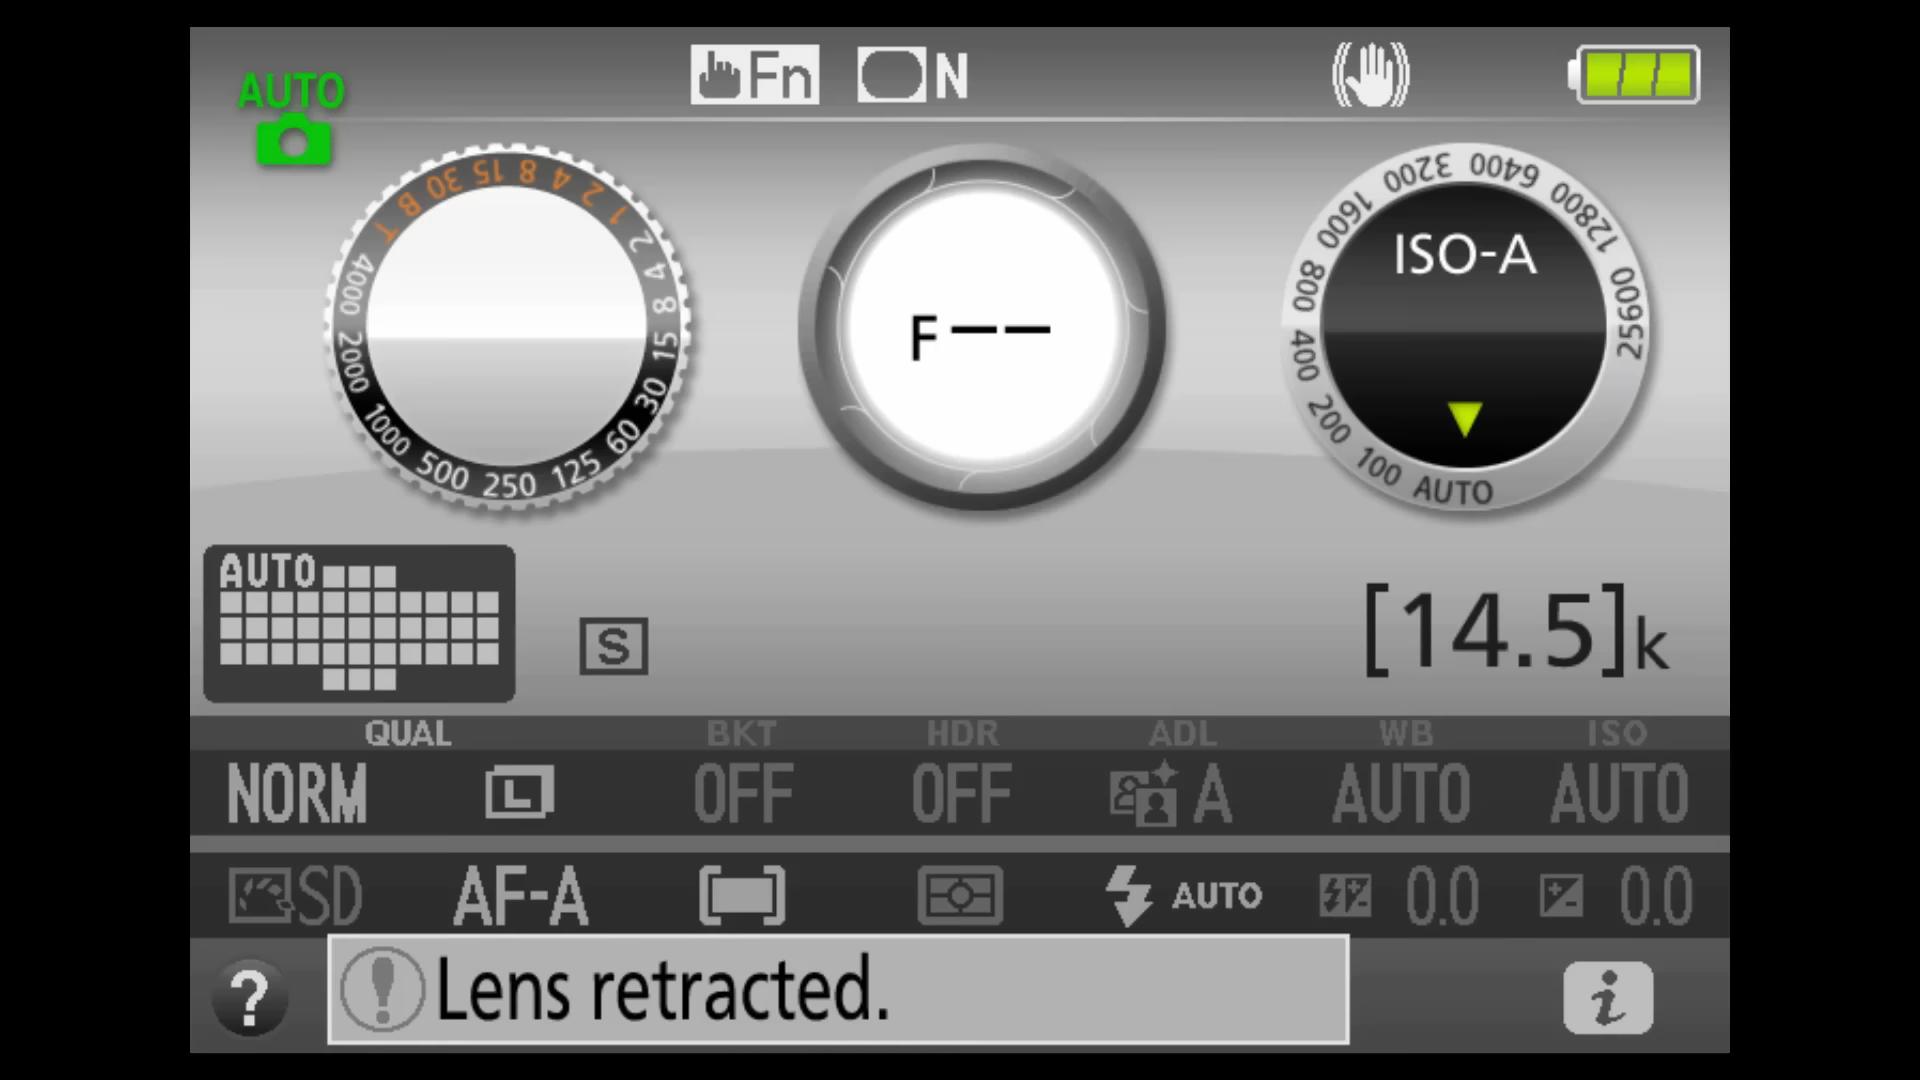 AUTO
Fn
N
T B 30 15 8 4 2 1 2 4 8 15 30 60 125 250 500 1000 2000 4000
F--
ISO-A
AUTO 100 200 400 800 1600 3200 6400 12800 25600
AUTO
S
[14.5]k
QUAL BKT HDR ADL WB ISO
NORM L OFF OFF A AUTO AUTO
SD AF-A AUTO 0.0 0.0
? Lens retracted. i